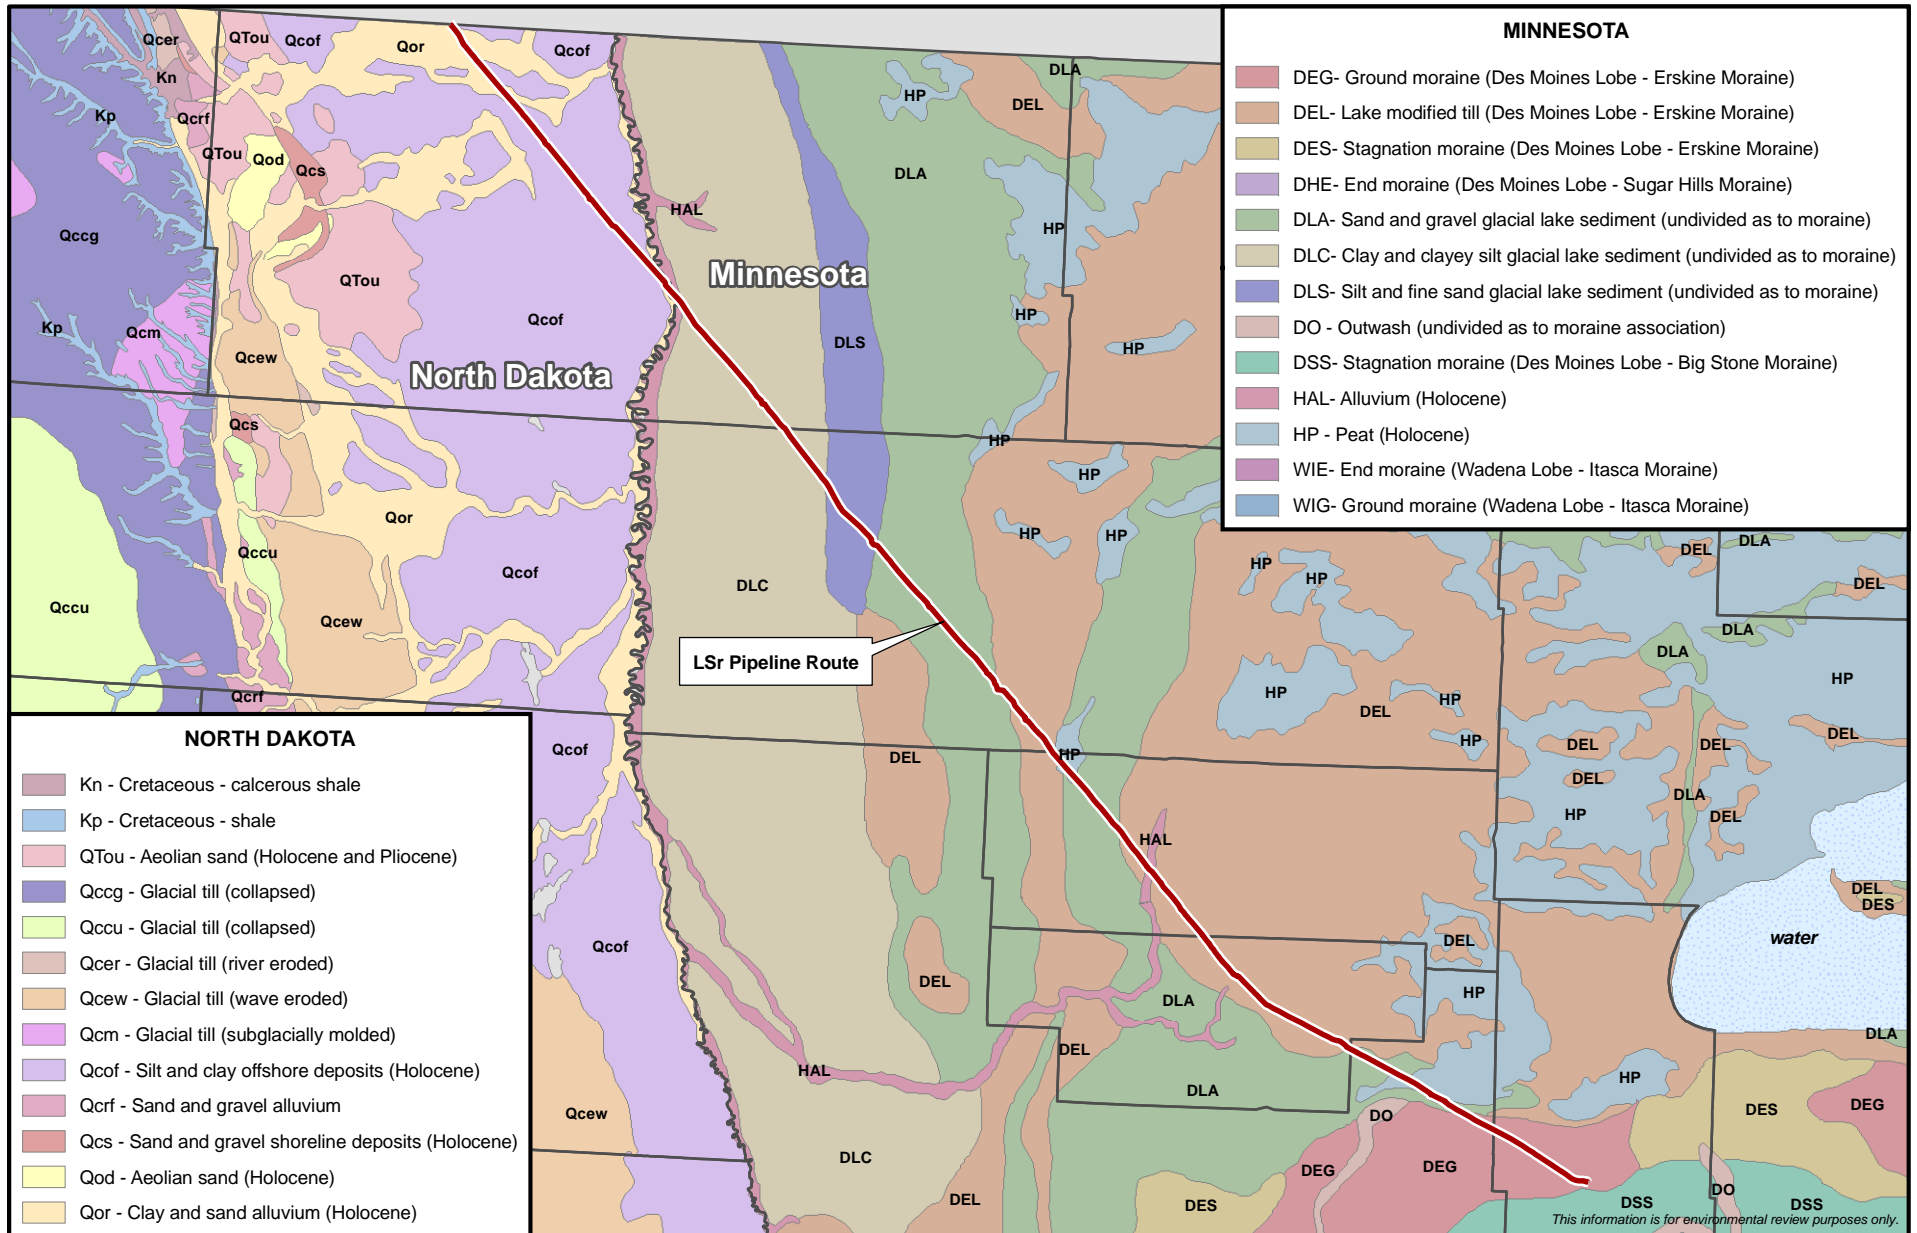 MINNESOTA
DEG- Ground moraine (Des Moines Lobe - Erskine Moraine)
DEL- Lake modified till (Des Moines Lobe - Erskine Moraine)
DES- Stagnation moraine (Des Moines Lobe - Erskine Moraine)
DHE- End moraine (Des Moines Lobe - Sugar Hills Moraine)
DLA- Sand and gravel glacial lake sediment (undivided as to moraine)
DLC- Clay and clayey silt glacial lake sediment (undivided as to moraine)
DLS- Silt and fine sand glacial lake sediment (undivided as to moraine)
DO - Outwash (undivided as to moraine association)
DSS- Stagnation moraine (Des Moines Lobe - Big Stone Moraine)
HAL- Alluvium (Holocene)
HP - Peat (Holocene)
WIE- End moraine (Wadena Lobe - Itasca Moraine)
WIG- Ground moraine (Wadena Lobe - Itasca Moraine)
Qcer
QTou
Qcof
Qor
Qcof
Kn
DLA
HP
DEL
Kp
Qcrf
QTou
Qod
Qcs
DLA
HAL
HP
Qccg
Minnesota
QTou
Qcof
HP
Kp
Qcm
DLS
HP
Qcew
North Dakota
Qcs
HP
HP
Qor
HP
HP
Qccu
Qcof
DLC
HP
HP
DEL
DLA
DEL
Qccu
Qcew
DLA
LSr Pipeline Route
DLA
HP
HP
HP
DEL
Qcrf
Qcof
HP
DEL
HP
DEL
DEL
DEL
DEL
DLA
HP
DEL
HAL
DEL
DES
Qcof
DEL
water
DEL
HP
DLA
DLA
DEL
HAL
HP
DLA
Qcew
DO
DES
DEG
DLC
DEG
DEG
DEL
DES
DSS
DO
DSS
This information is for environmental review purposes only.
NORTH DAKOTA
Kn - Cretaceous - calcerous shale
Kp - Cretaceous - shale
QTou - Aeolian sand (Holocene and Pliocene)
Qccg - Glacial till (collapsed)
Qccu - Glacial till (collapsed)
Qcer - Glacial till (river eroded)
Qcew - Glacial till (wave eroded)
Qcm - Glacial till (subglacially molded)
Qcof - Silt and clay offshore deposits (Holocene)
Qcrf - Sand and gravel alluvium
Qcs - Sand and gravel shoreline deposits (Holocene)
Qod - Aeolian sand (Holocene)
Qor - Clay and sand alluvium (Holocene)